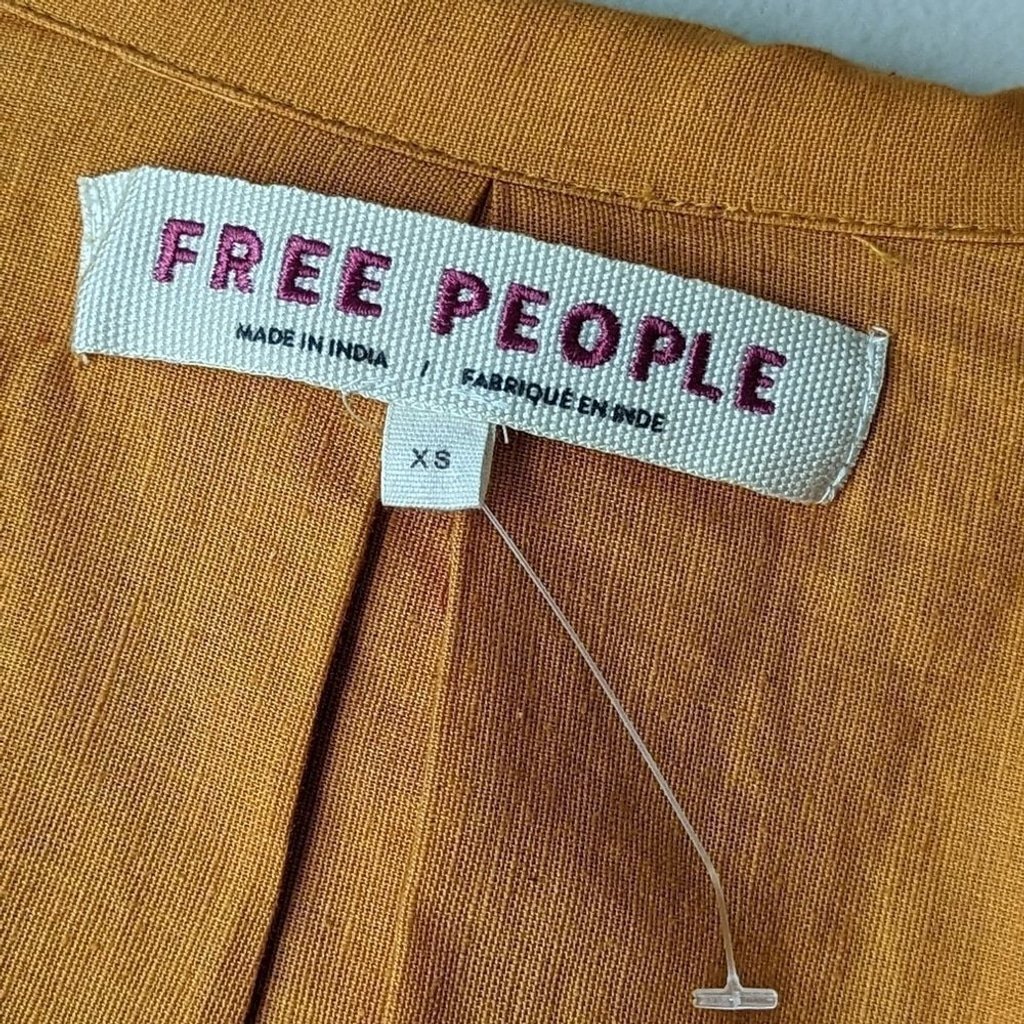 FREE PEOPLE
MADE IN INDIA / FABRIQUÉ EN INDE
XS